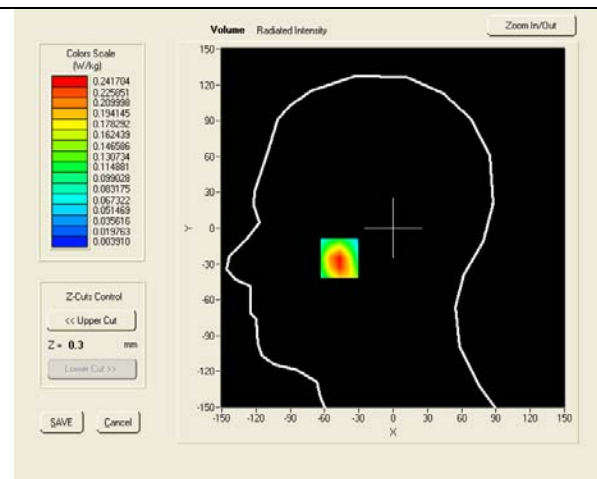 Volume Radiated Intensity
Zoom In/Out
Colors Scale
(W/kg)
0.241704
0.225851
0.209998
0.194145
0.178292
0.162439
0.146586
0.130734
0.114881
0.099028
0.083175
0.067322
0.051469
0.035616
0.019763
0.003910
Z-Cuts Control
<< Upper Cut
Z = 0.3 mm
Lower Cut >>
SAVE Cancel
150
120
90
60
30
0
-30
-60
-90
-120
-150
Y
-150 -120 -90 -60 -30 0 30 60 90 120 150
X